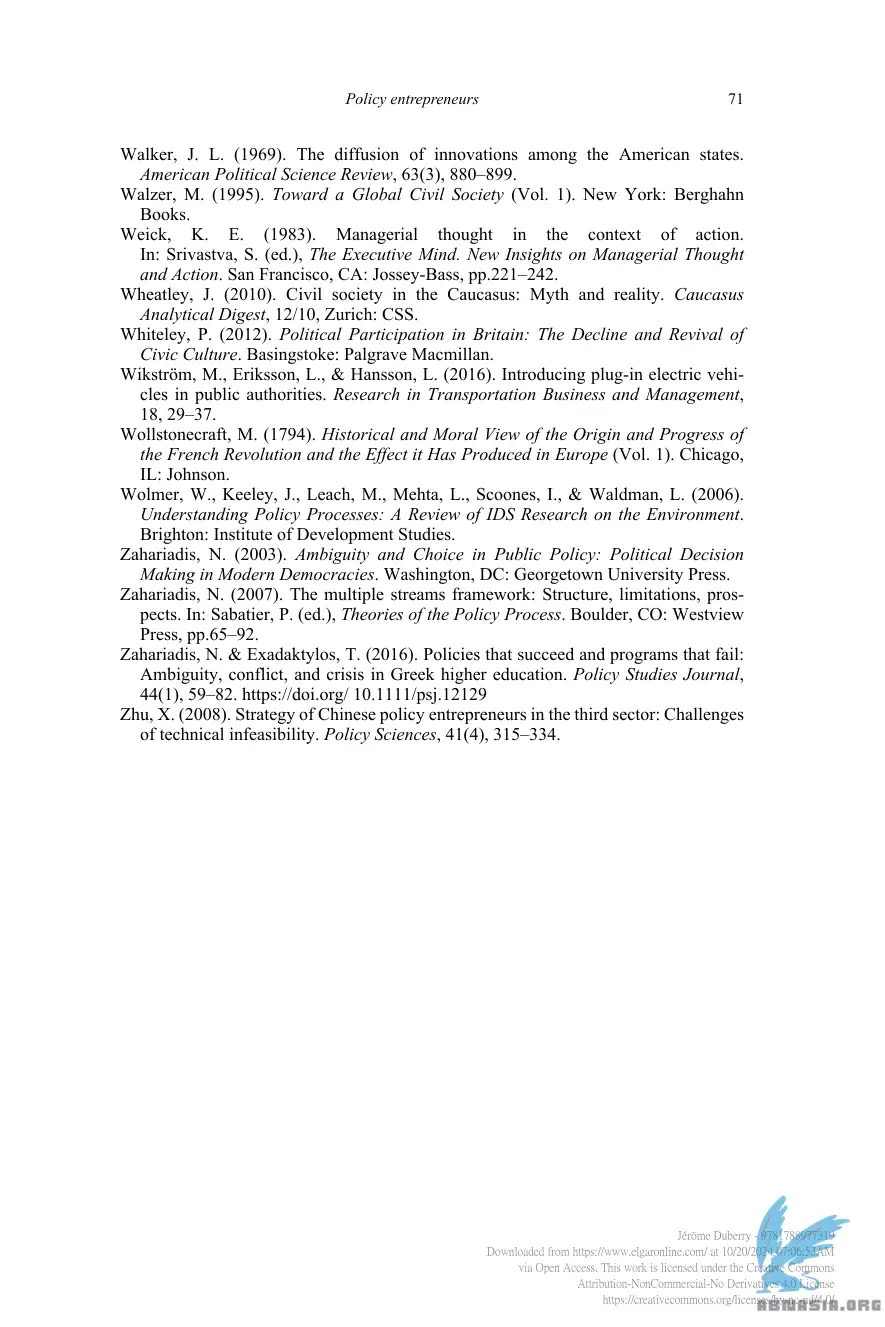 Policy entrepreneurs 71
Walker, J. L. (1969). The diffusion of innovations among the American states.
American Political Science Review, 63(3), 880–899.
Walzer, M. (1995). Toward a Global Civil Society (Vol. 1). New York: Berghahn
Books.
Weick, K. E. (1983). Managerial thought in the context of action.
In: Srivastva, S. (ed.), The Executive Mind. New Insights on Managerial Thought
and Action. San Francisco, CA: Jossey-Bass, pp.221–242.
Wheatley, J. (2010). Civil society in the Caucasus: Myth and reality. Caucasus
Analytical Digest, 12/10, Zurich: CSS.
Whiteley, P. (2012). Political Participation in Britain: The Decline and Revival of
Civic Culture. Basingstoke: Palgrave Macmillan.
Wikström, M., Eriksson, L., & Hansson, L. (2016). Introducing plug-in electric vehi-
cles in public authorities. Research in Transportation Business and Management,
18, 29–37.
Wollstonecraft, M. (1794). Historical and Moral View of the Origin and Progress of
the French Revolution and the Effect it Has Produced in Europe (Vol. 1). Chicago,
IL: Johnson.
Wolmer, W., Keeley, J., Leach, M., Mehta, L., Scoones, I., & Waldman, L. (2006).
Understanding Policy Processes: A Review of IDS Research on the Environment.
Brighton: Institute of Development Studies.
Zahariadis, N. (2003). Ambiguity and Choice in Public Policy: Political Decision
Making in Modern Democracies. Washington, DC: Georgetown University Press.
Zahariadis, N. (2007). The multiple streams framework: Structure, limitations, pros-
pects. In: Sabatier, P. (ed.), Theories of the Policy Process. Boulder, CO: Westview
Press, pp.65–92.
Zahariadis, N. & Exadaktylos, T. (2016). Policies that succeed and programs that fail:
Ambiguity, conflict, and crisis in Greek higher education. Policy Studies Journal,
44(1), 59–82. https://doi.org/ 10.1111/psj.12129
Zhu, X. (2008). Strategy of Chinese policy entrepreneurs in the third sector: Challenges
of technical infeasibility. Policy Sciences, 41(4), 315–334.
Jérôme Duberry - 9781788977319
Downloaded from https://www.elgaronline.com/ at 10/20/2024 07:06:52AM
via Open Access. This work is licensed under the Creative Commons
Attribution-NonCommercial-No Derivatives 4.0 License
https://creativecommons.org/licenses/by-nc-nd/4.0/
ABTNASIA.ORG